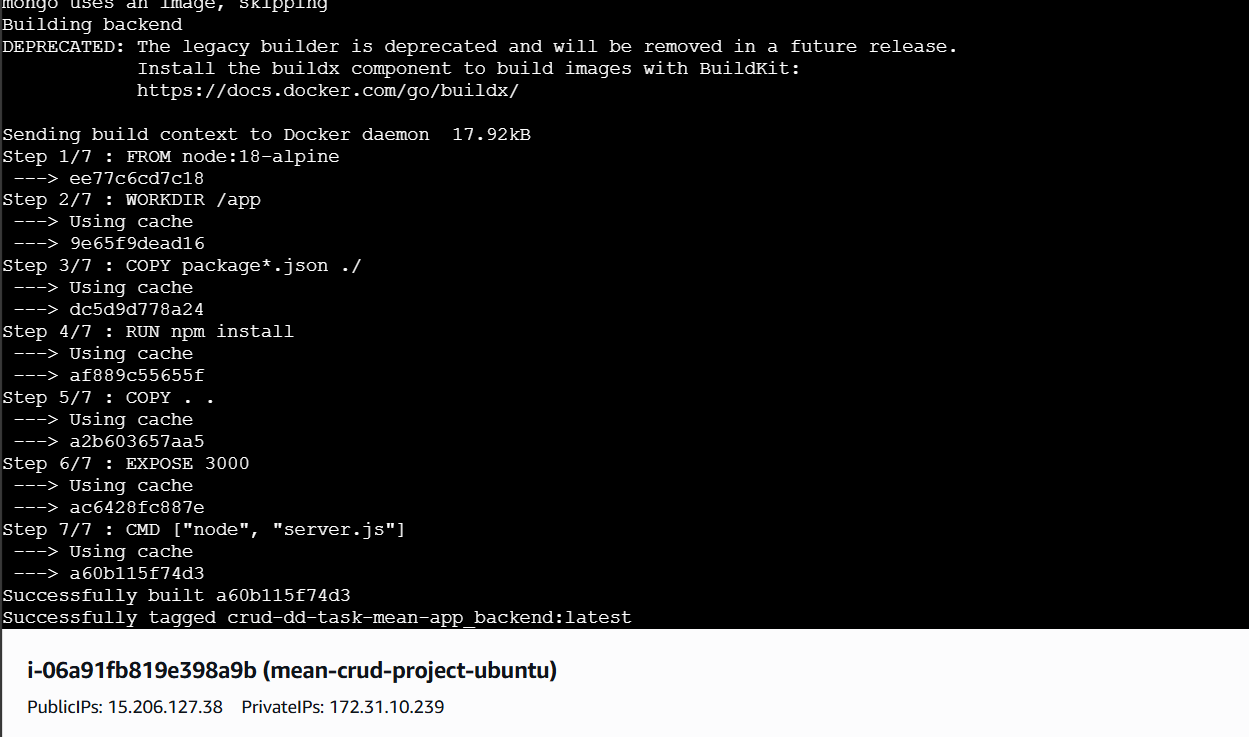 mongo uses an image, skipping
Building backend
DEPRECATED: The legacy builder is deprecated and will be removed in a future release.
            Install the buildx component to build images with BuildKit:
            https://docs.docker.com/go/buildx/

Sending build context to Docker daemon  17.92kB
Step 1/7 : FROM node:18-alpine
 ---> ee77c6cd7c18
Step 2/7 : WORKDIR /app
 ---> Using cache
 ---> 9e65f9dead16
Step 3/7 : COPY package*.json ./
 ---> Using cache
 ---> dc5d9d778a24
Step 4/7 : RUN npm install
 ---> Using cache
 ---> af889c55655f
Step 5/7 : COPY . .
 ---> Using cache
 ---> a2b603657aa5
Step 6/7 : EXPOSE 3000
 ---> Using cache
 ---> ac6428fc887e
Step 7/7 : CMD ["node", "server.js"]
 ---> Using cache
 ---> a60b115f74d3
Successfully built a60b115f74d3
Successfully tagged crud-dd-task-mean-app_backend:latest
i-06a91fb819e398a9b (mean-crud-project-ubuntu)
PublicIPs: 15.206.127.38    PrivateIPs: 172.31.10.239